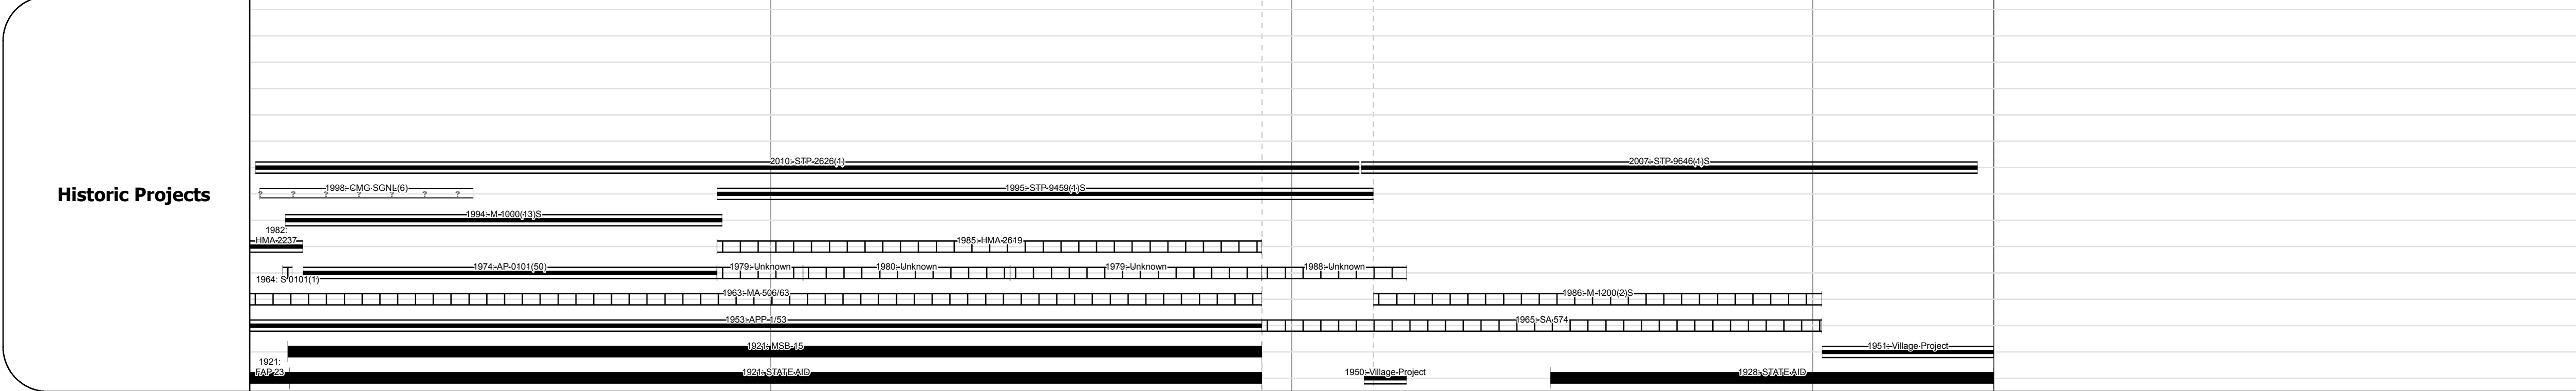 2010: STP 2626(1)
2007: STP 9646(1)S
Historic Projects
1998: CMG SGNL(6)
? ? ? ? ? ? ?
1995: STP 9459(1)S
1994: M 1000(13)S
1982:
HMA 2237
1985: HMA 2619
1974: AP 0101(50)
1979: Unknown
1980: Unknown
1979: Unknown
1988: Unknown
1964: S 0101(1)
1963: MA 506/63
1986: M 1200(2)S
1953: APP 1/53
1965: SA 574
1921: MSB-15
1951: Village Project
1921:
FAP 23
1921: STATE AID
1950: Village Project
1928: STATE AID